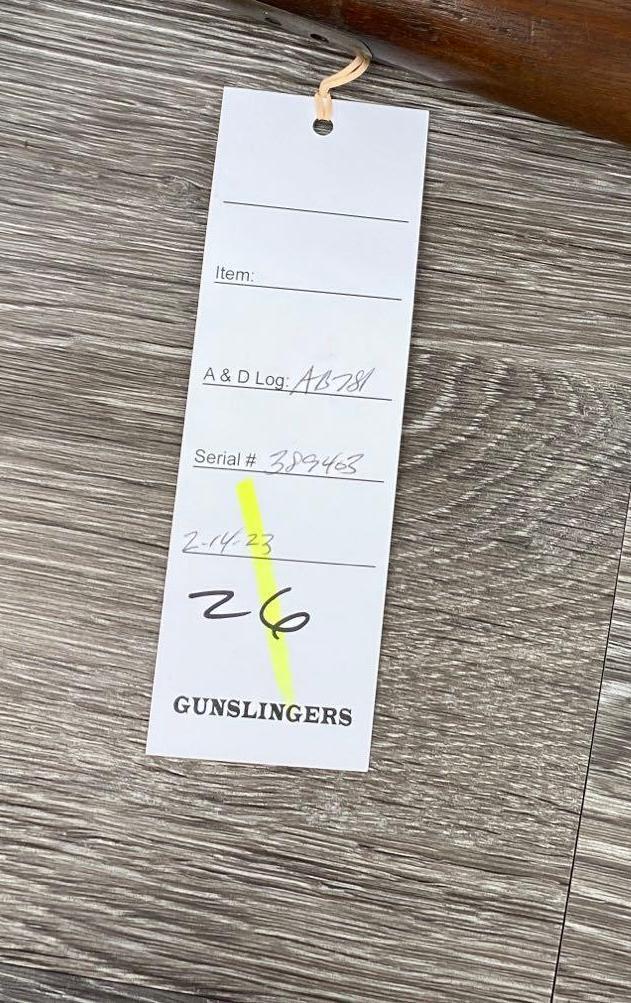 Item:
A & D Log: AB781
Serial # 389463
2-14-23
26
GUNSLINGERS